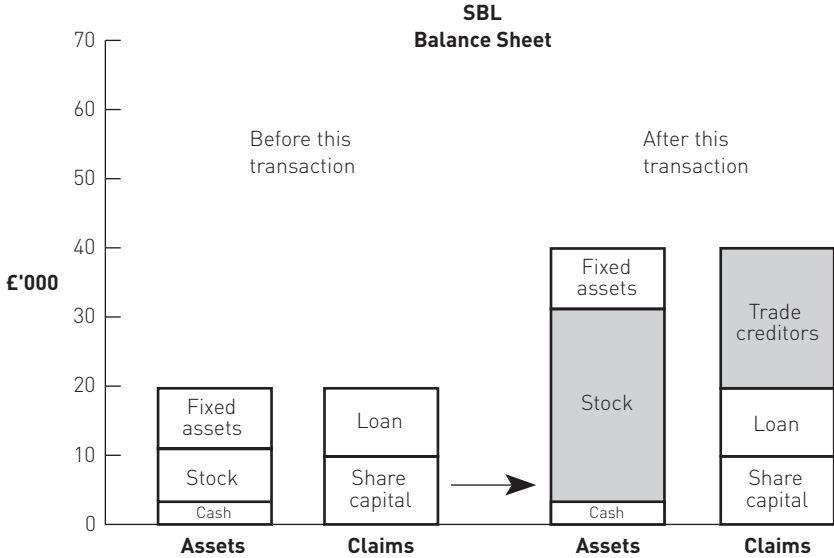 SBL
Balance Sheet
70
60
50
40
30
20
10
0
£'000
Before this
transaction
After this
transaction
Fixed
assets
Stock
Cash
Loan
Share
capital
Fixed
assets
Stock
Cash
Trade
creditors
Loan
Share
capital
Assets
Claims
Assets
Claims